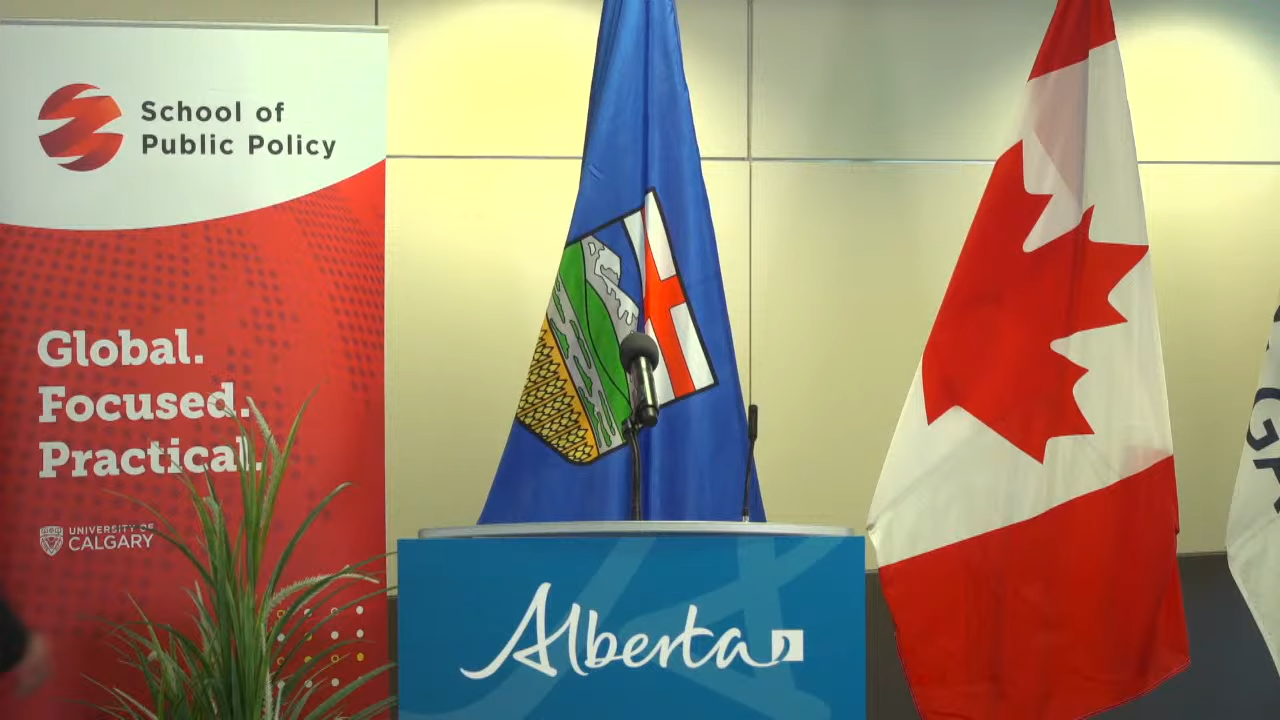 School of
Public Policy
Global.
Focused.
Practical.
UNIVERSITY OF
CALGARY
Alberta